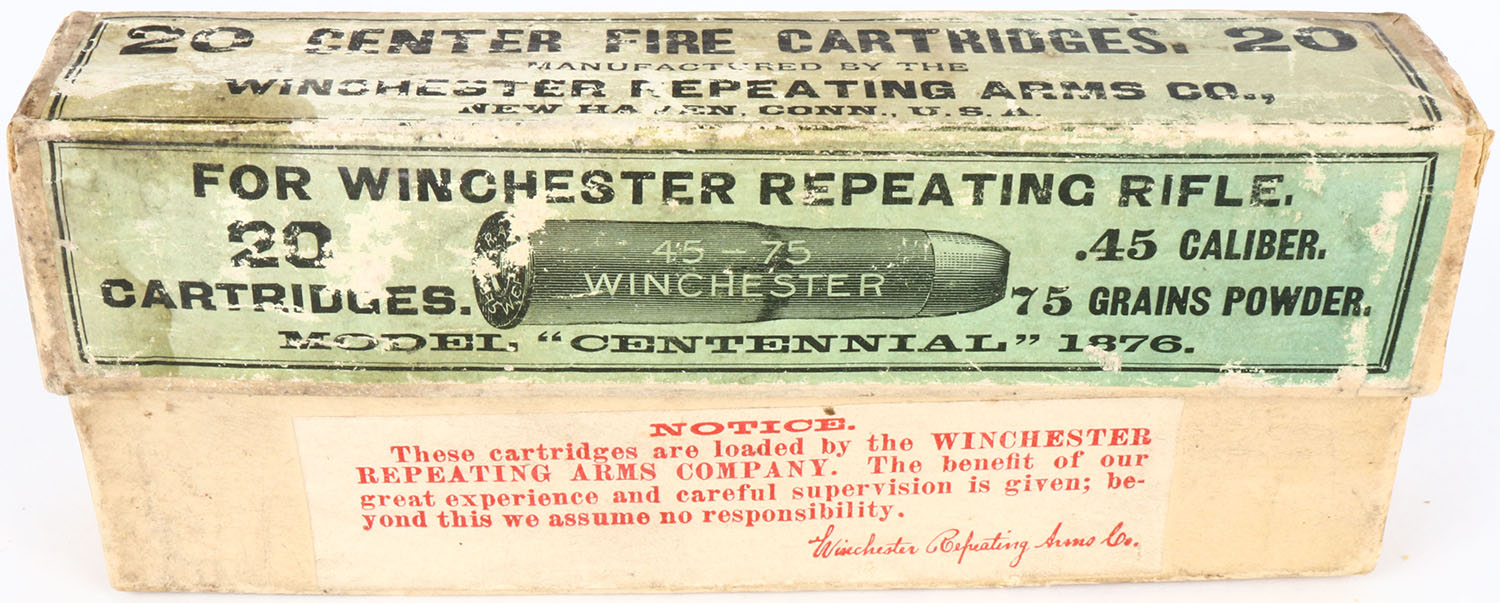 20 CENTER FIRE CARTRIDGES. 20
MANUFACTURED BY THE
WINCHESTER REPEATING ARMS CO.,
NEW HAVEN, CONN., U.S.A.
FOR WINCHESTER REPEATING RIFLE.
20
CARTRIDGES.
45-75
WINCHESTER
.45 CALIBER.
75 GRAINS POWDER.
MODEL, "CENTENNIAL" 1876.
NOTICE.
These cartridges are loaded by the WINCHESTER
REPEATING ARMS COMPANY. The benefit of our
great experience and careful supervision is given; be-
yond this we assume no responsibility.
Winchester Repeating Arms Co.